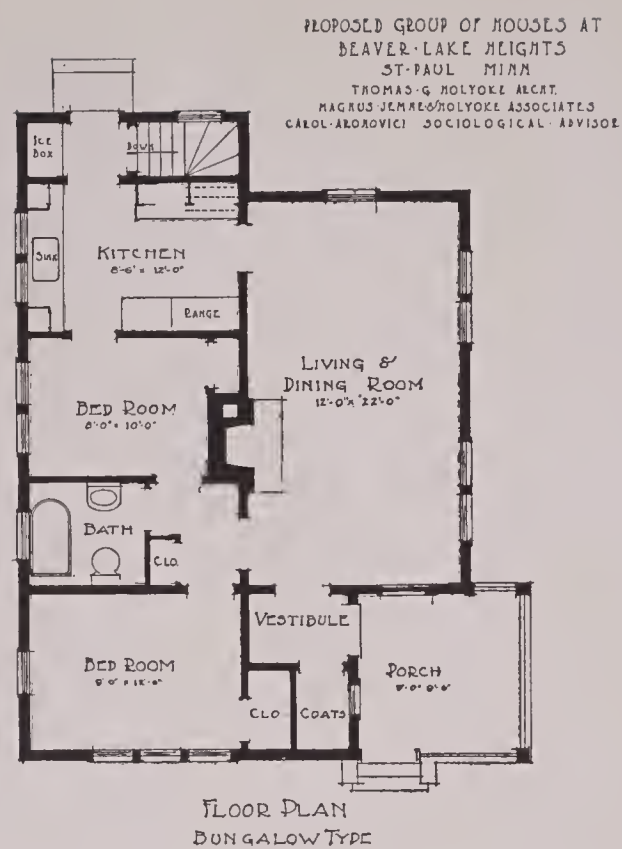 PROPOSED GROUP OF HOUSES AT
BEAVER·LAKE HEIGHTS
ST·PAUL MINN
THOMAS·G HOLYOKE ARCHT.
MAGNUS·JEMNE & HOLYOKE ASSOCIATES
CAROL·ARONOVICI SOCIOLOGICAL·ADVISOR
ICE
BOX
DOWN
KITCHEN
8'-6" x 12'-0"
SINK
RANGE
LIVING &
DINING ROOM
12'-0" x 22'-0"
BED ROOM
8'-0" x 10'-0"
BATH
CLO.
VESTIBULE
BED ROOM
PORCH
CLO
COATS
FLOOR PLAN
BUNGALOW TYPE